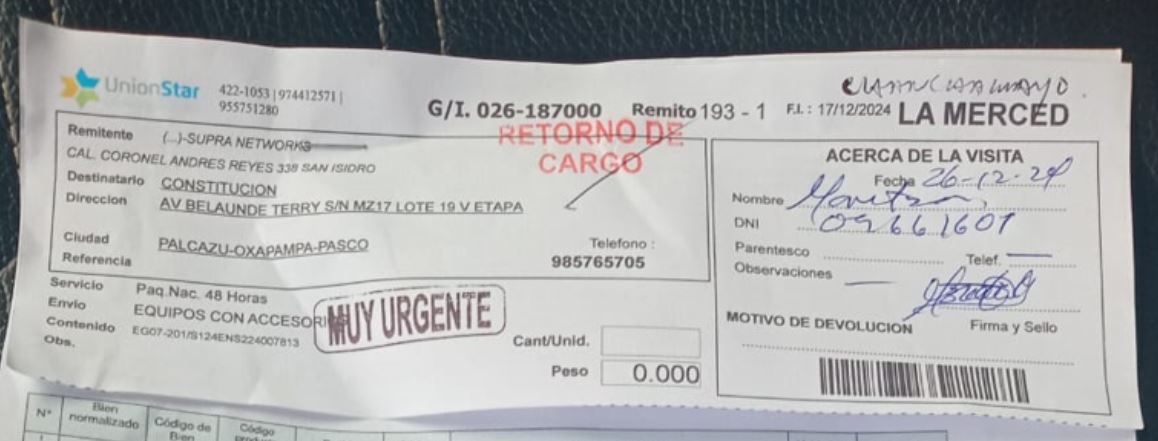 CHANCHAMAYO.
UnionStar
422-1053 | 974412571 |
955751280
G/I. 026-187000 Remito 193 - 1 F.I.: 17/12/2024 LA MERCED
RETORNO DE
CARGO
Remitente (...)-SUPRA NETWORKS
CAL. CORONEL ANDRES REYES 338 SAN ISIDRO
Destinatario CONSTITUCION
Direccion AV BELAUNDE TERRY S/N MZ17 LOTE 19 V ETAPA
Ciudad PALCAZU-OXAPAMPA-PASCO
Referencia
Telefono :
985765705
Servicio Paq.Nac. 48 Horas
Envio EQUIPOS CON ACCESORI
Contenido EG07-201/S124ENS224007813
Obs.
MUY URGENTE
Cant/Unid.
Peso 0.000
ACERCA DE LA VISITA
Fecha 26-12-24
Nombre Maritza
DNI 09661601
Parentesco
Telef.
Observaciones
MOTIVO DE DEVOLUCION
Firma y Sello
N° Bien normalizado Código de Bien Código